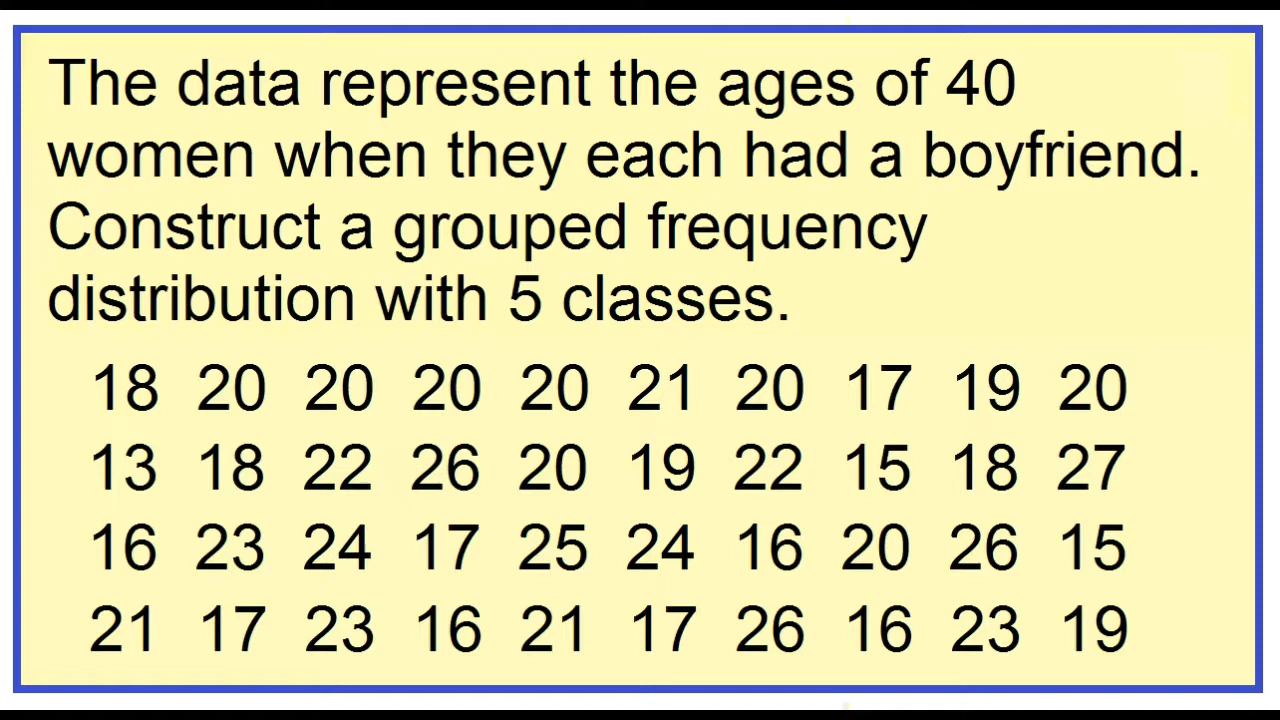 The data represent the ages of 40
women when they each had a boyfriend.
Construct a grouped frequency
distribution with 5 classes.
18 20 20 20 20 21 20 17 19 20
13 18 22 26 20 19 22 15 18 27
16 23 24 17 25 24 16 20 26 15
21 17 23 16 21 17 26 16 23 19